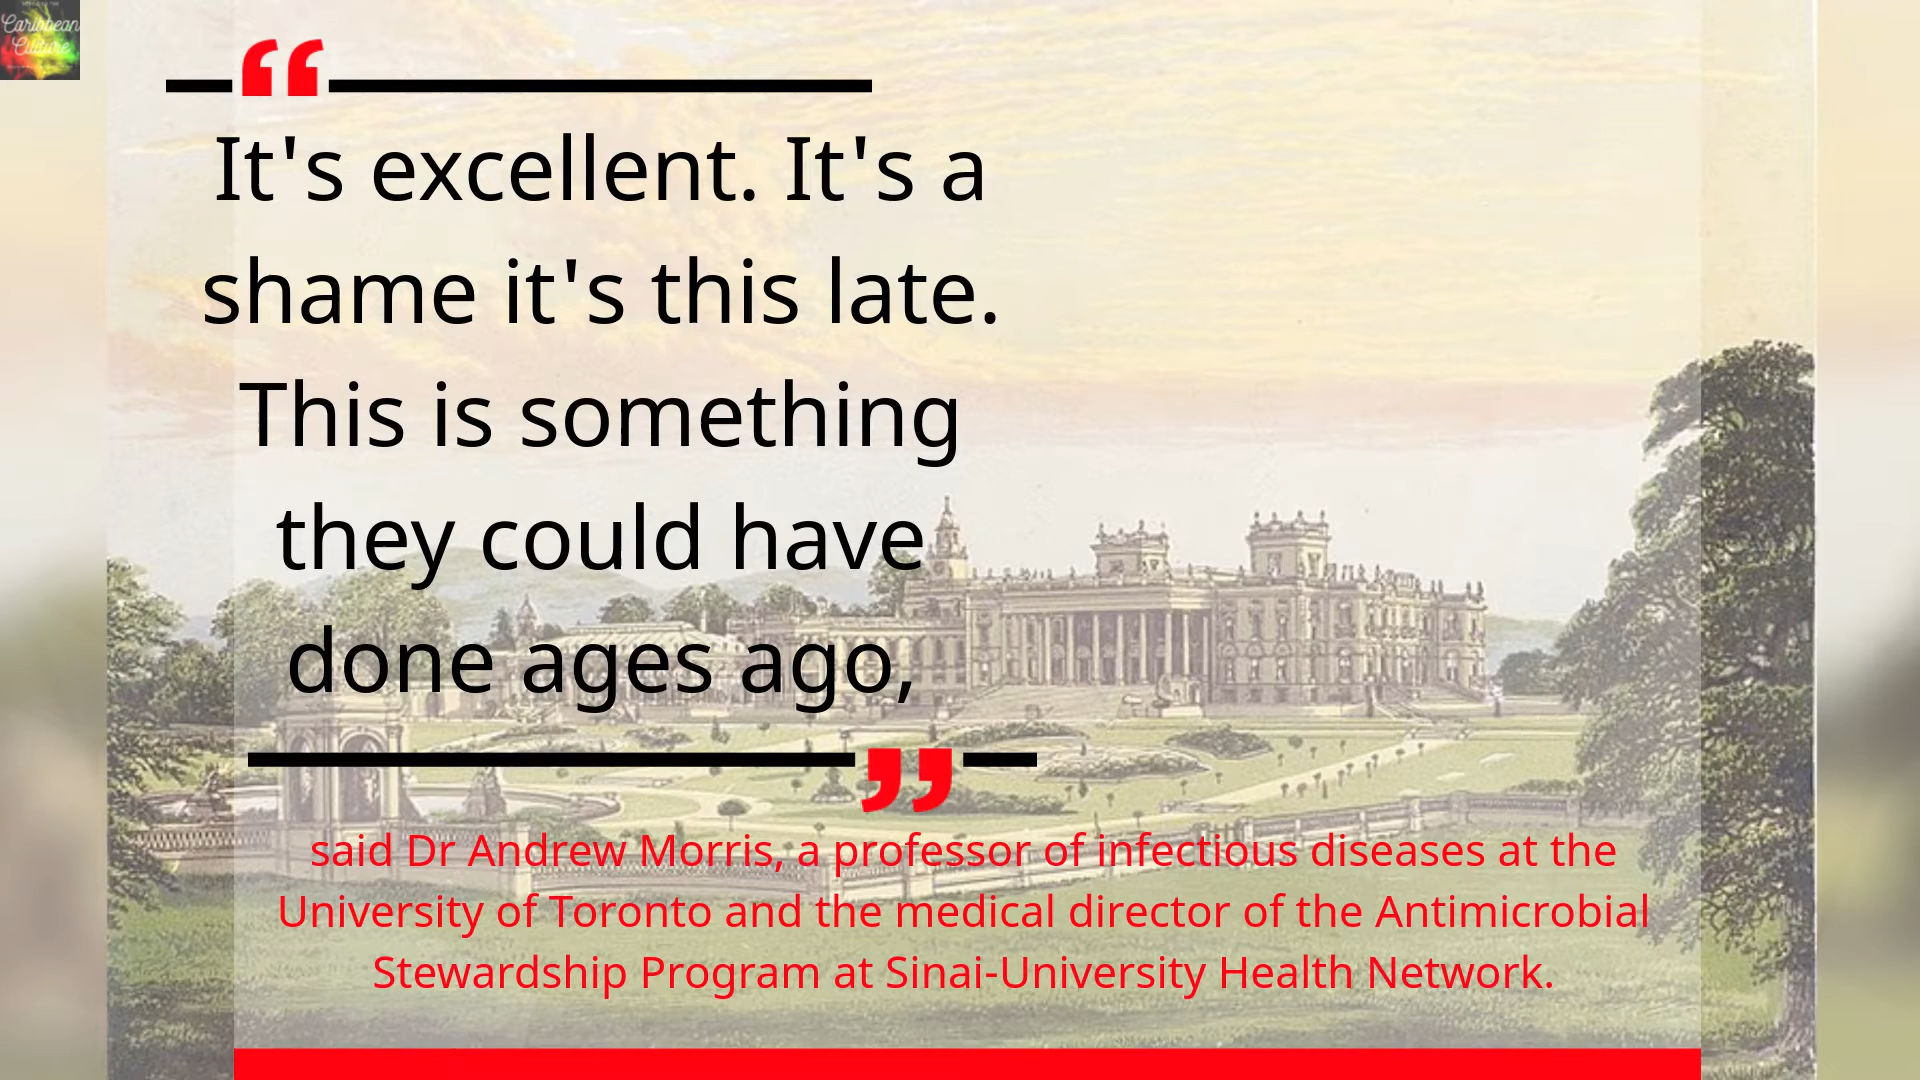 Caribbean
Culture
“
It's excellent. It's a
shame it's this late.
This is something
they could have
done ages ago,
”
said Dr Andrew Morris, a professor of infectious diseases at the
University of Toronto and the medical director of the Antimicrobial
Stewardship Program at Sinai-University Health Network.